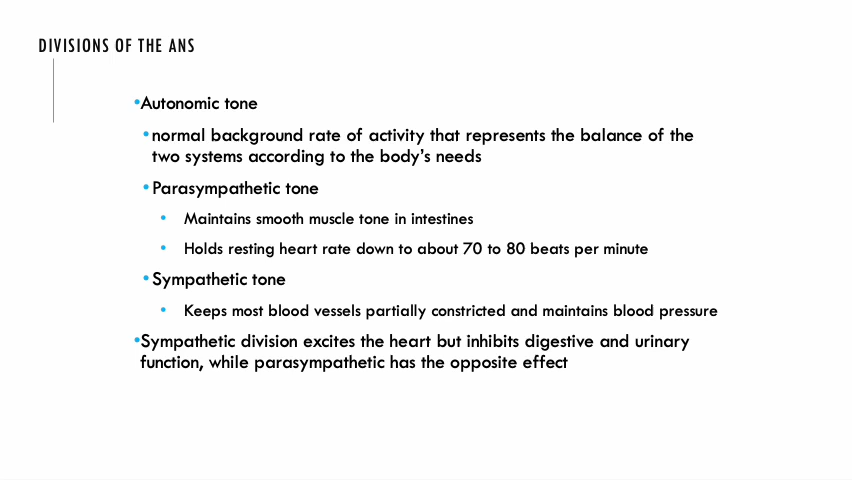 DIVISIONS OF THE ANS
•Autonomic tone
•normal background rate of activity that represents the balance of the
two systems according to the body's needs
•Parasympathetic tone
• Maintains smooth muscle tone in intestines
• Holds resting heart rate down to about 70 to 80 beats per minute
•Sympathetic tone
• Keeps most blood vessels partially constricted and maintains blood pressure
•Sympathetic division excites the heart but inhibits digestive and urinary
function, while parasympathetic has the opposite effect